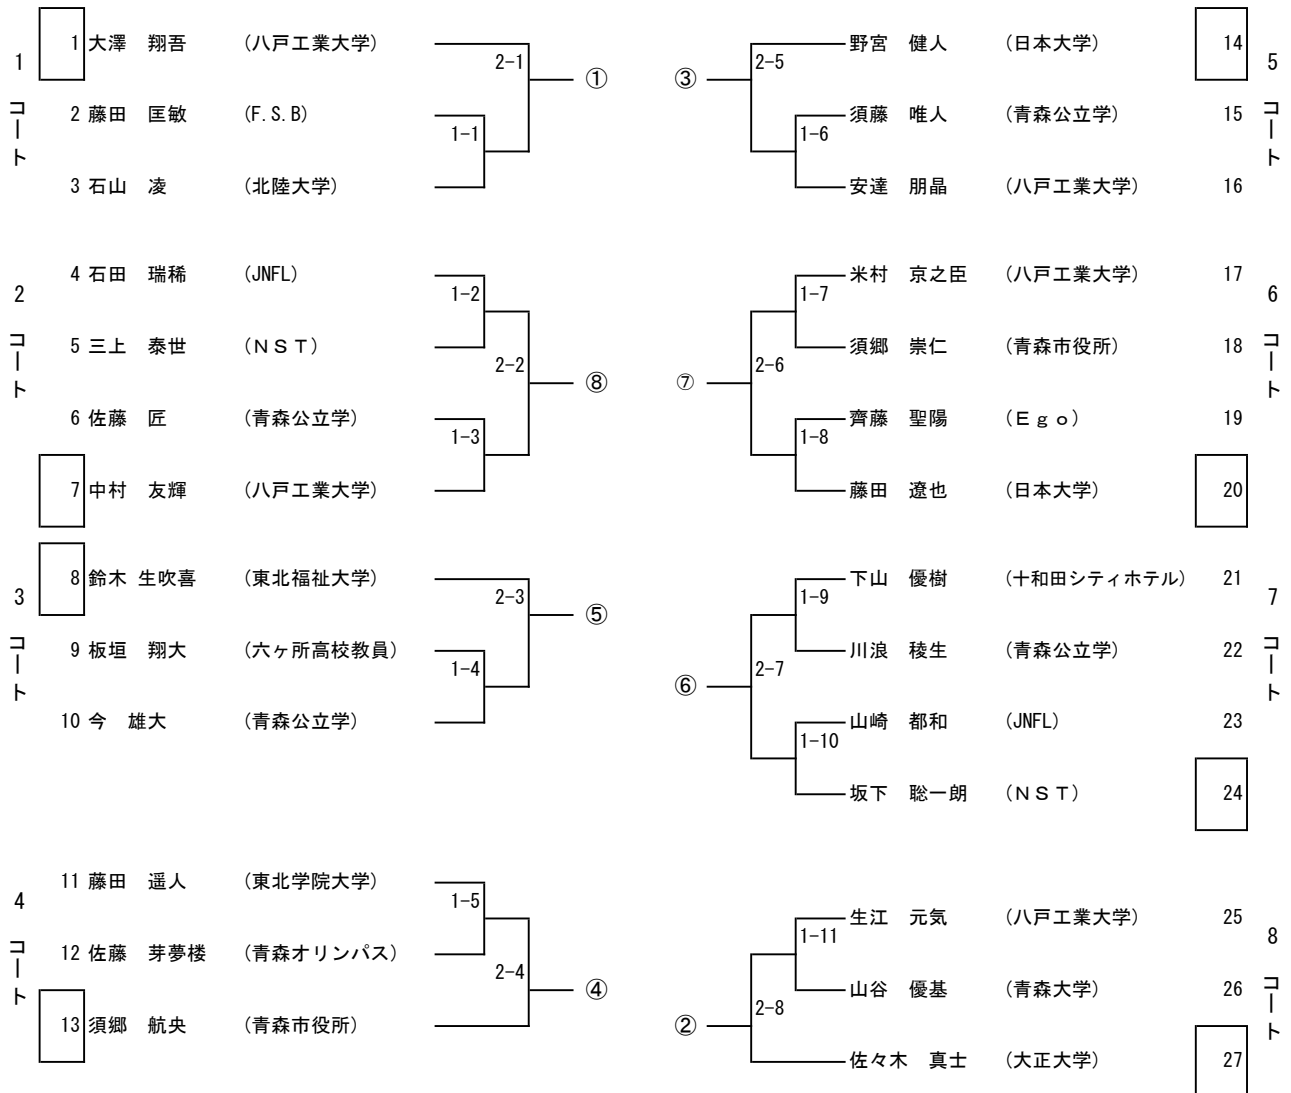 1 大澤　翔吾 (八戸工業大学)
2-1
①
1コート
2 藤田　匡敏 (F.S.B)
1-1
3 石山　凌 (北陸大学)
4 石田　瑞稀 (JNFL)
1-2
2コート
5 三上　泰世 (ＮＳＴ)
2-2
⑧
6 佐藤　匠 (青森公立学)
1-3
7 中村　友輝 (八戸工業大学)
8 鈴木 生吹喜 (東北福祉大学)
2-3
⑤
3コート
9 板垣　翔大 (六ヶ所高校教員)
1-4
10 今　雄大 (青森公立学)
11 藤田　遥人 (東北学院大学)
1-5
4コート
12 佐藤　芽夢楼 (青森オリンパス)
2-4
④
13 須郷　航央 (青森市役所)
野宮　健人 (日本大学) 14
③
2-5
5コート
須藤　唯人 (青森公立学) 15
1-6
安達　朋晶 (八戸工業大学) 16
米村　京之臣 (八戸工業大学) 17
1-7
6コート
須郷　崇仁 (青森市役所) 18
⑦
2-6
齊藤　聖陽 (Ｅｇｏ) 19
1-8
藤田　遼也 (日本大学) 20
下山　優樹 (十和田シティホテル) 21
1-9
7コート
川浪　稜生 (青森公立学) 22
⑥
2-7
山崎　都和 (JNFL) 23
1-10
坂下　聡一朗 (ＮＳＴ) 24
生江　元気 (八戸工業大学) 25
1-11
8コート
山谷　優基 (青森大学) 26
②
2-8
佐々木　真士 (大正大学) 27